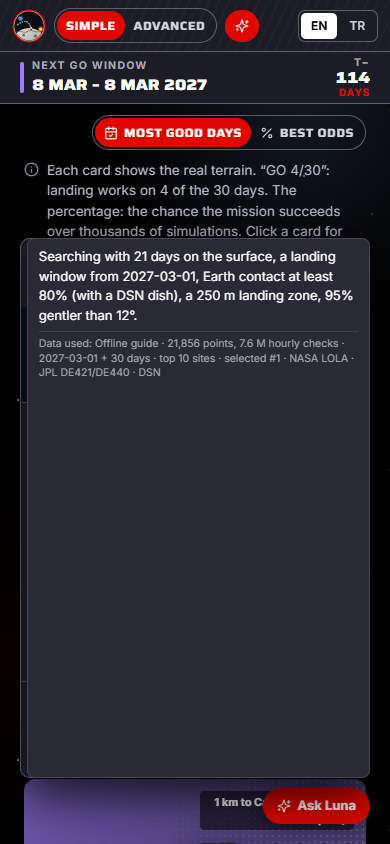 SIMPLE ADVANCED EN TR
NEXT GO WINDOW
8 MAR – 8 MAR 2027
T−
114
DAYS
MOST GOOD DAYS BEST ODDS
Each card shows the real terrain. “GO 4/30”:
landing works on 4 of the 30 days. The
percentage: the chance the mission succeeds
over thousands of simulations. Click a card for
Searching with 21 days on the surface, a landing
window from 2027-03-01, Earth contact at least
80% (with a DSN dish), a 250 m landing zone, 95%
gentler than 12°.
Data used: Offline guide · 21,856 points, 7.6 M hourly checks ·
2027-03-01 + 30 days · top 10 sites · selected #1 · NASA LOLA ·
JPL DE421/DE440 · DSN
1 km to
Ask Luna